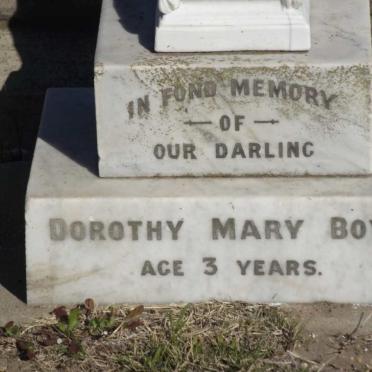 IN FOND MEMORY
OF
OUR DARLING
DOROTHY MARY
AGE 3 YEARS.